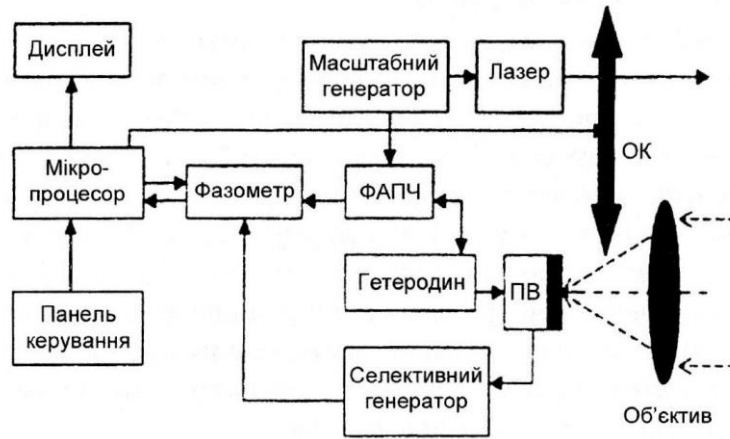 Дисплей
Масштабний
генератор
Лазер
ОК
Мікро-
процесор
Фазометр
ФАПЧ
Гетеродин
ПВ
Панель
керування
Селективний
генератор
Об’єктив